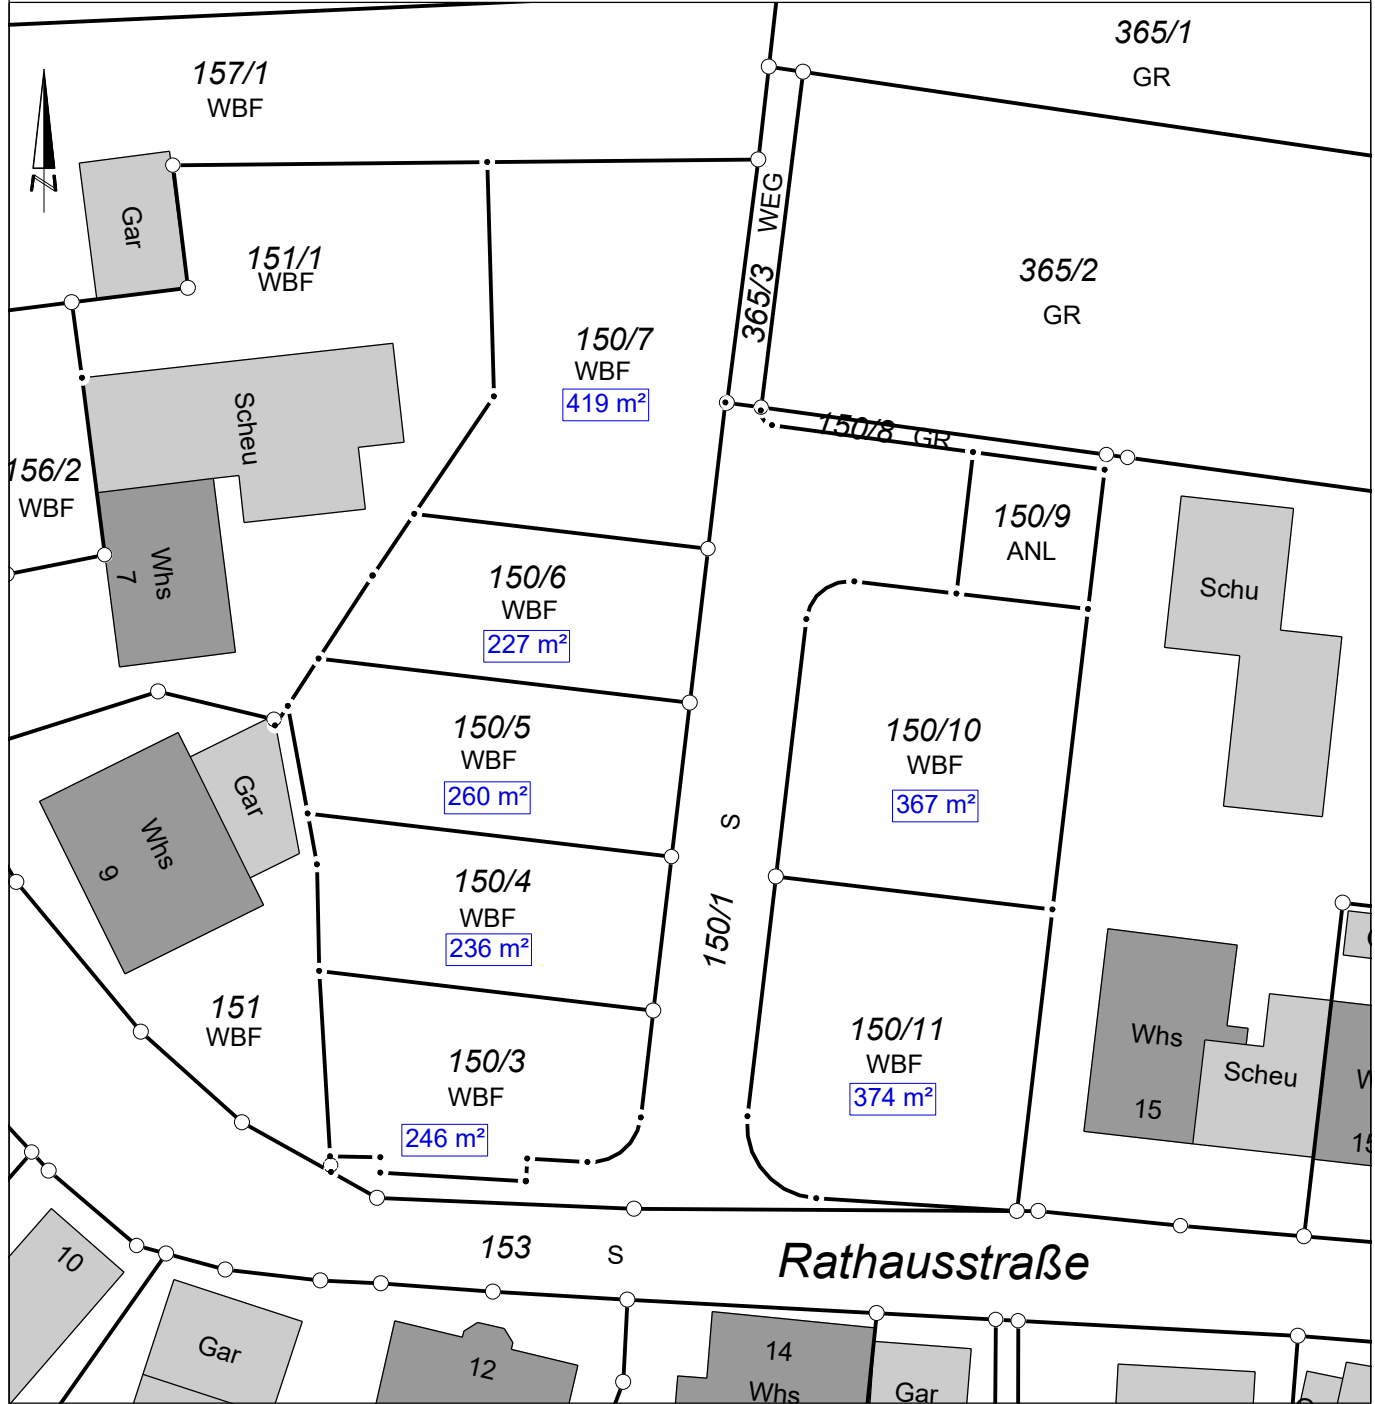 365/1
GR
157/1
WBF
N
Gar
151/1
WBF
WEG
365/3
365/2
GR
150/7
WBF
419 m²
150/8 GR
Scheu
156/2
WBF
150/9
ANL
Whs
7
150/6
WBF
227 m²
Schu
150/5
WBF
260 m²
150/10
WBF
367 m²
Gar
Whs
9
S
150/1
150/4
WBF
236 m²
151
WBF
150/3
WBF
246 m²
150/11
WBF
374 m²
Whs
15
Scheu
15
153
S
Rathausstraße
10
Gar
12
14
Whs
Gar